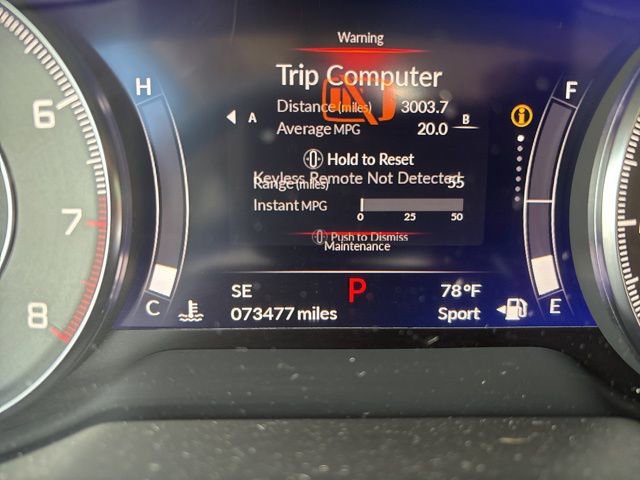 Warning
Trip Computer
H
F
6
Distance (miles) 3003.7
A
B
Average MPG 20.0
Hold to Reset
Keyless Remote Not Detected
Range (miles) 55
7
Instant MPG
0 25 50
Push to Dismiss
Maintenance
SE P 78°F
8
C
E
073477 miles Sport